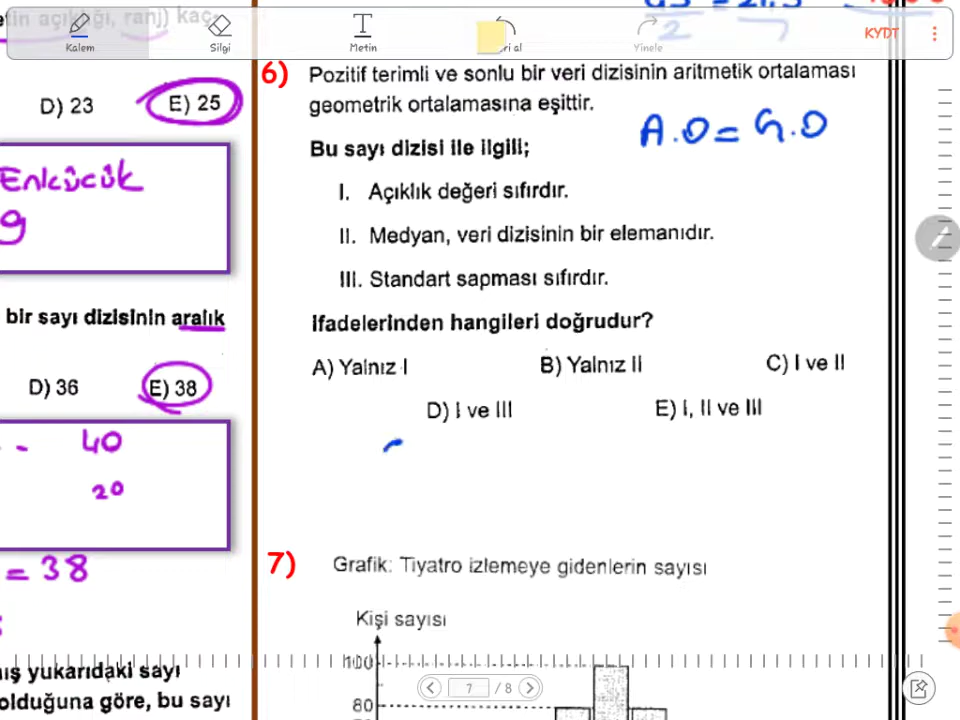 (açıklığı, ranj) kaç
Kalem
Silgi
Metin
Yinele
KYDT
D) 23
E) 25
Enküçük
9
bir sayı dizisinin aralık
D) 36
E) 38
- 40
20
= 38
mış yukarıdaki sayı
olduğuna göre, bu sayı
6) Pozitif terimli ve sonlu bir veri dizisinin aritmetik ortalaması
geometrik ortalamasına eşittir.
A.O = G.O
Bu sayı dizisi ile ilgili;
I. Açıklık değeri sıfırdır.
II. Medyan, veri dizisinin bir elemanıdır.
III. Standart sapması sıfırdır.
ifadelerinden hangileri doğrudur?
A) Yalnız I
B) Yalnız II
C) I ve II
D) I ve III
E) I, II ve III
7) Grafik: Tiyatro izlemeye gidenlerin sayısı
Kişi sayısı
100
80
7 / 8